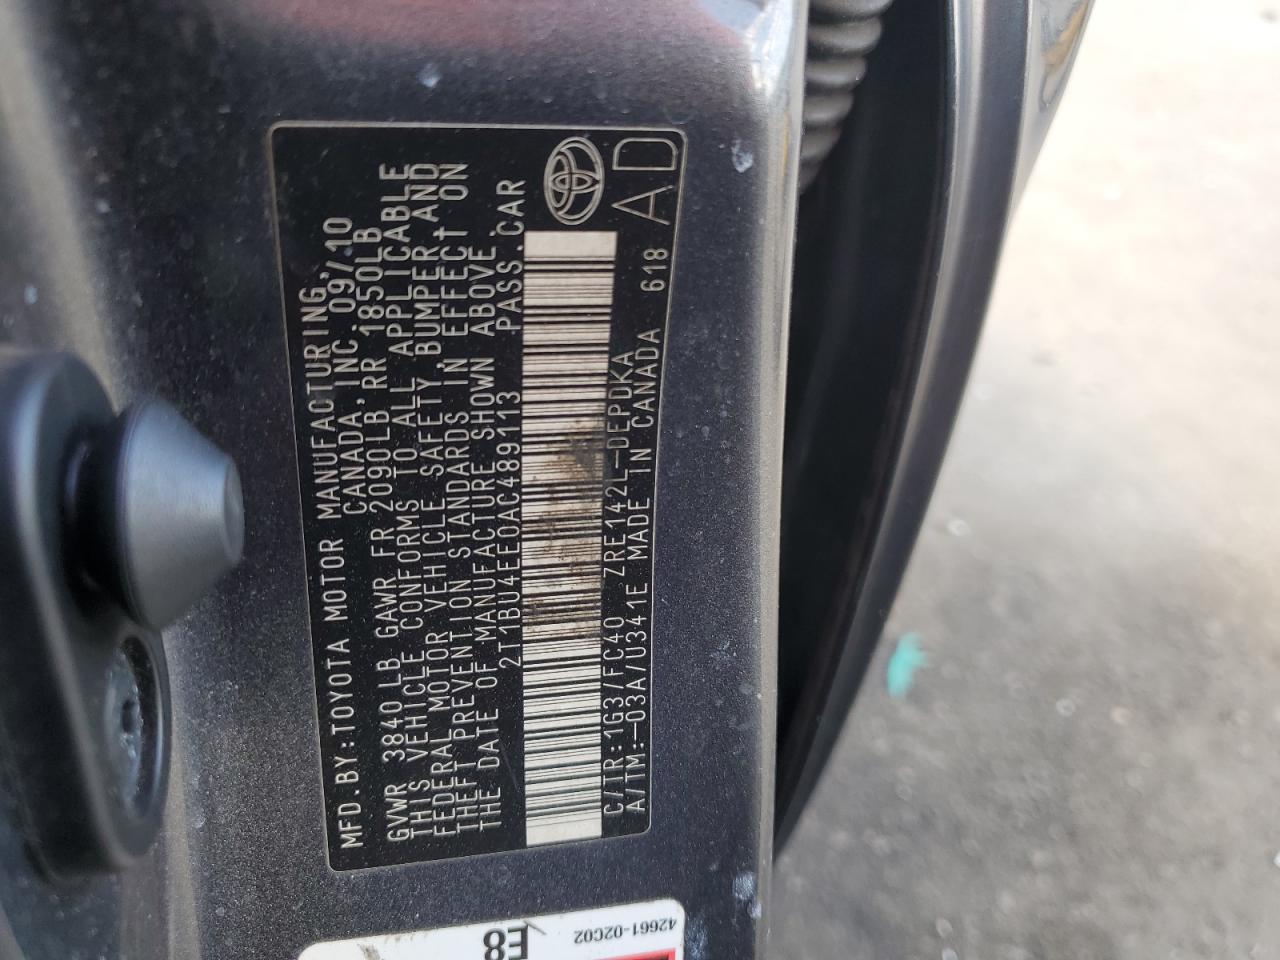 MFD.BY:TOYOTA MOTOR MANUFACTURING,
CANADA,INC. 09/10
GVWR 3840LB GAWR FR 2090LB,RR 1850LB
THIS VEHICLE CONFORMS TO ALL APPLICABLE
FEDERAL MOTOR VEHICLE SAFETY,BUMPER,AND
THEFT PREVENTION STANDARDS IN EFFECT ON
THE DATE OF MANUFACTURE SHOWN ABOVE.
2T1BU4EE0AC489113 PASS.CAR
C/TR:1G3/FC40 ZRE142L-DEPDKA
A/TM:-03A/U341E MADE IN CANADA 618
AD
42661-02C02
E8